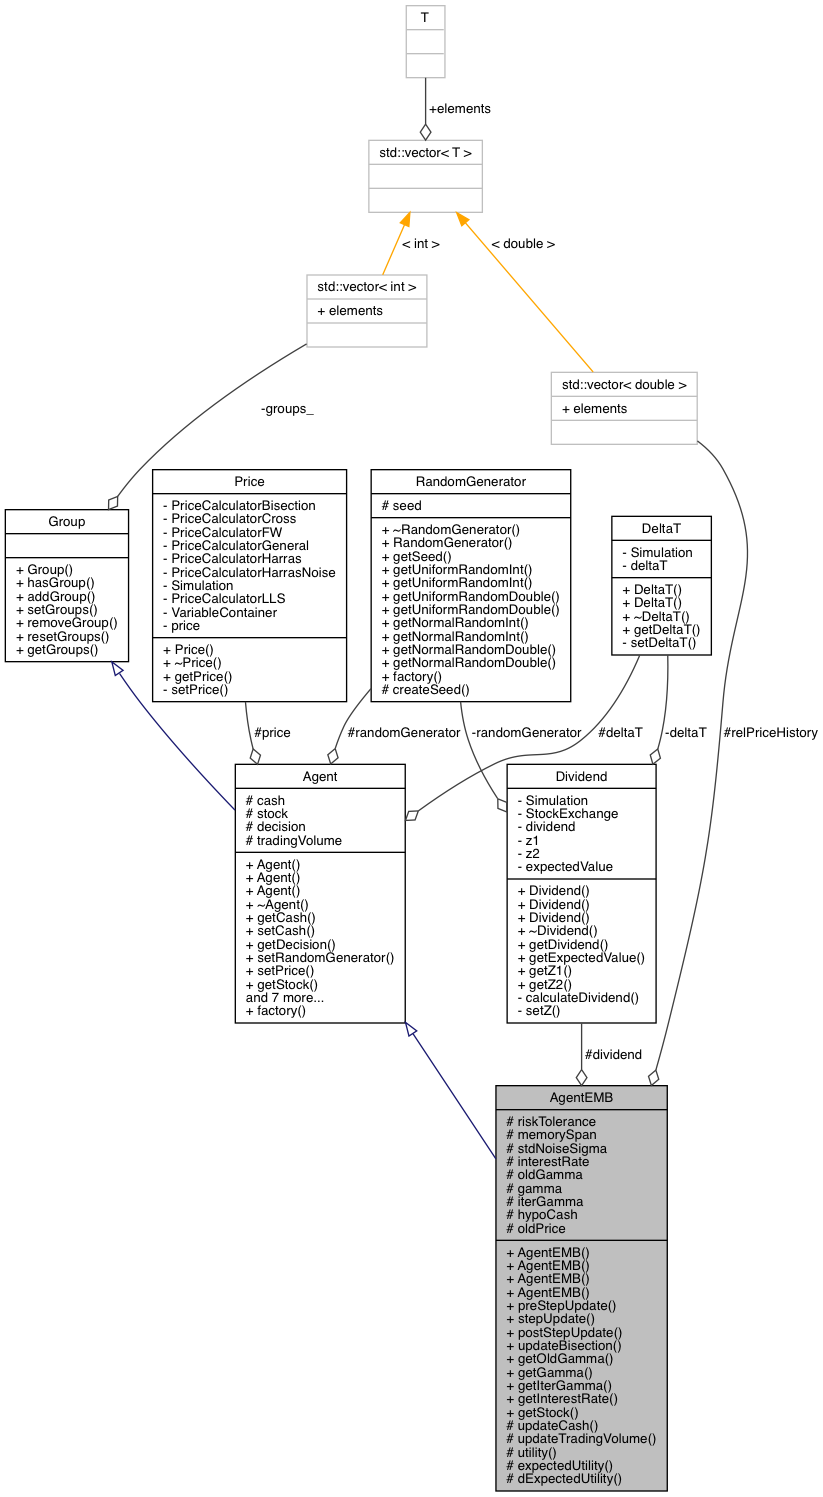 T
+elements
std::vector< T >
< int >
< double >
std::vector< int >
+ elements
std::vector< double >
+ elements
-groups_
Group
+ Group()
+ hasGroup()
+ addGroup()
+ setGroups()
+ removeGroup()
+ resetGroups()
+ getGroups()
Price
- PriceCalculatorBisection
- PriceCalculatorCross
- PriceCalculatorFW
- PriceCalculatorGeneral
- PriceCalculatorHarras
- PriceCalculatorHarrasNoise
- Simulation
- PriceCalculatorLLS
- VariableContainer
- price
+ Price()
+ ~Price()
+ getPrice()
- setPrice()
RandomGenerator
# seed
+ ~RandomGenerator()
+ RandomGenerator()
+ getSeed()
+ getUniformRandomInt()
+ getUniformRandomInt()
+ getUniformRandomDouble()
+ getUniformRandomDouble()
+ getNormalRandomInt()
+ getNormalRandomInt()
+ getNormalRandomDouble()
+ getNormalRandomDouble()
+ factory()
# createSeed()
DeltaT
- Simulation
- deltaT
+ DeltaT()
+ DeltaT()
+ ~DeltaT()
+ getDeltaT()
- setDeltaT()
#price
#randomGenerator
-randomGenerator
#deltaT
-deltaT
#relPriceHistory
Agent
# cash
# stock
# decision
# tradingVolume
+ Agent()
+ Agent()
+ Agent()
+ ~Agent()
+ getCash()
+ setCash()
+ getDecision()
+ setRandomGenerator()
+ setPrice()
+ getStock()
and 7 more...
+ factory()
Dividend
- Simulation
- StockExchange
- dividend
- z1
- z2
- expectedValue
+ Dividend()
+ Dividend()
+ Dividend()
+ ~Dividend()
+ getDividend()
+ getExpectedValue()
+ getZ1()
+ getZ2()
- calculateDividend()
- setZ()
#dividend
AgentEMB
# riskTolerance
# memorySpan
# stdNoiseSigma
# interestRate
# oldGamma
# gamma
# iterGamma
# hypoCash
# oldPrice
+ AgentEMB()
+ AgentEMB()
+ AgentEMB()
+ AgentEMB()
+ preStepUpdate()
+ stepUpdate()
+ postStepUpdate()
+ updateBisection()
+ getOldGamma()
+ getGamma()
+ getIterGamma()
+ getInterestRate()
+ getStock()
# updateCash()
# updateTradingVolume()
# utility()
# expectedUtility()
# dExpectedUtility()